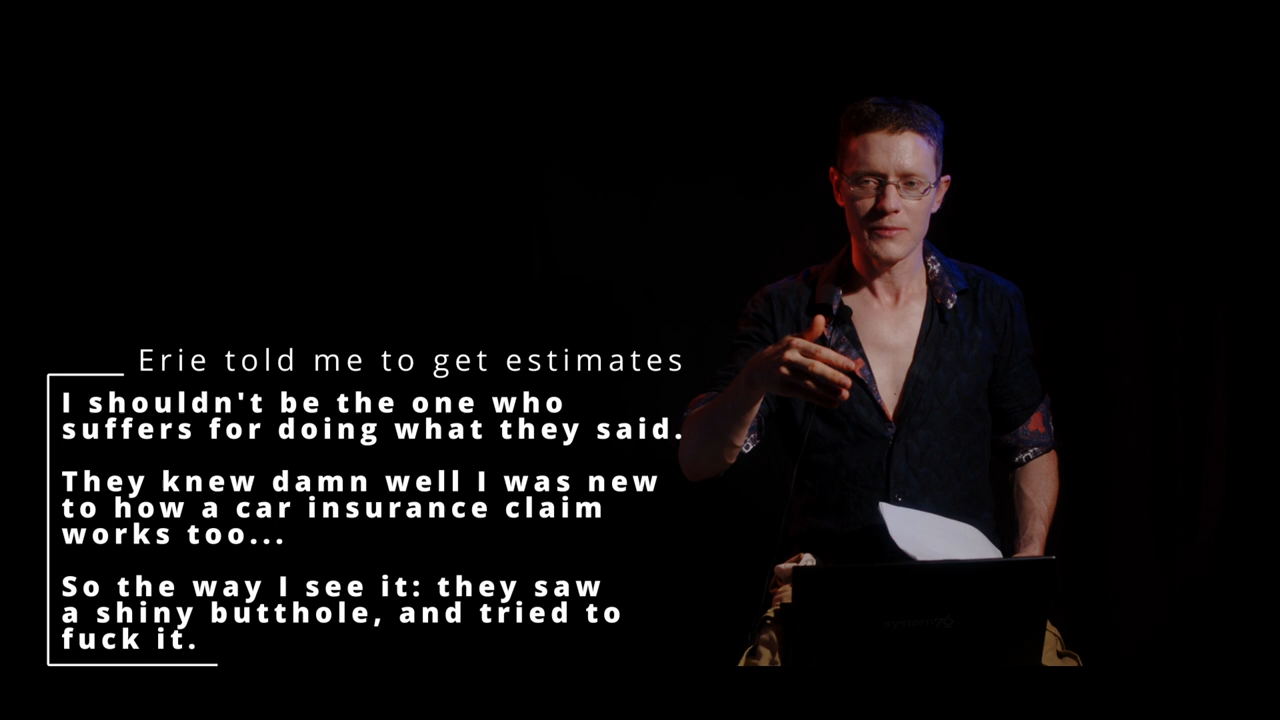 Erie told me to get estimates
I shouldn't be the one who
suffers for doing what they said.
They knew damn well I was new
to how a car insurance claim
works too...
So the way I see it: they saw
a shiny butthole, and tried to
fuck it.